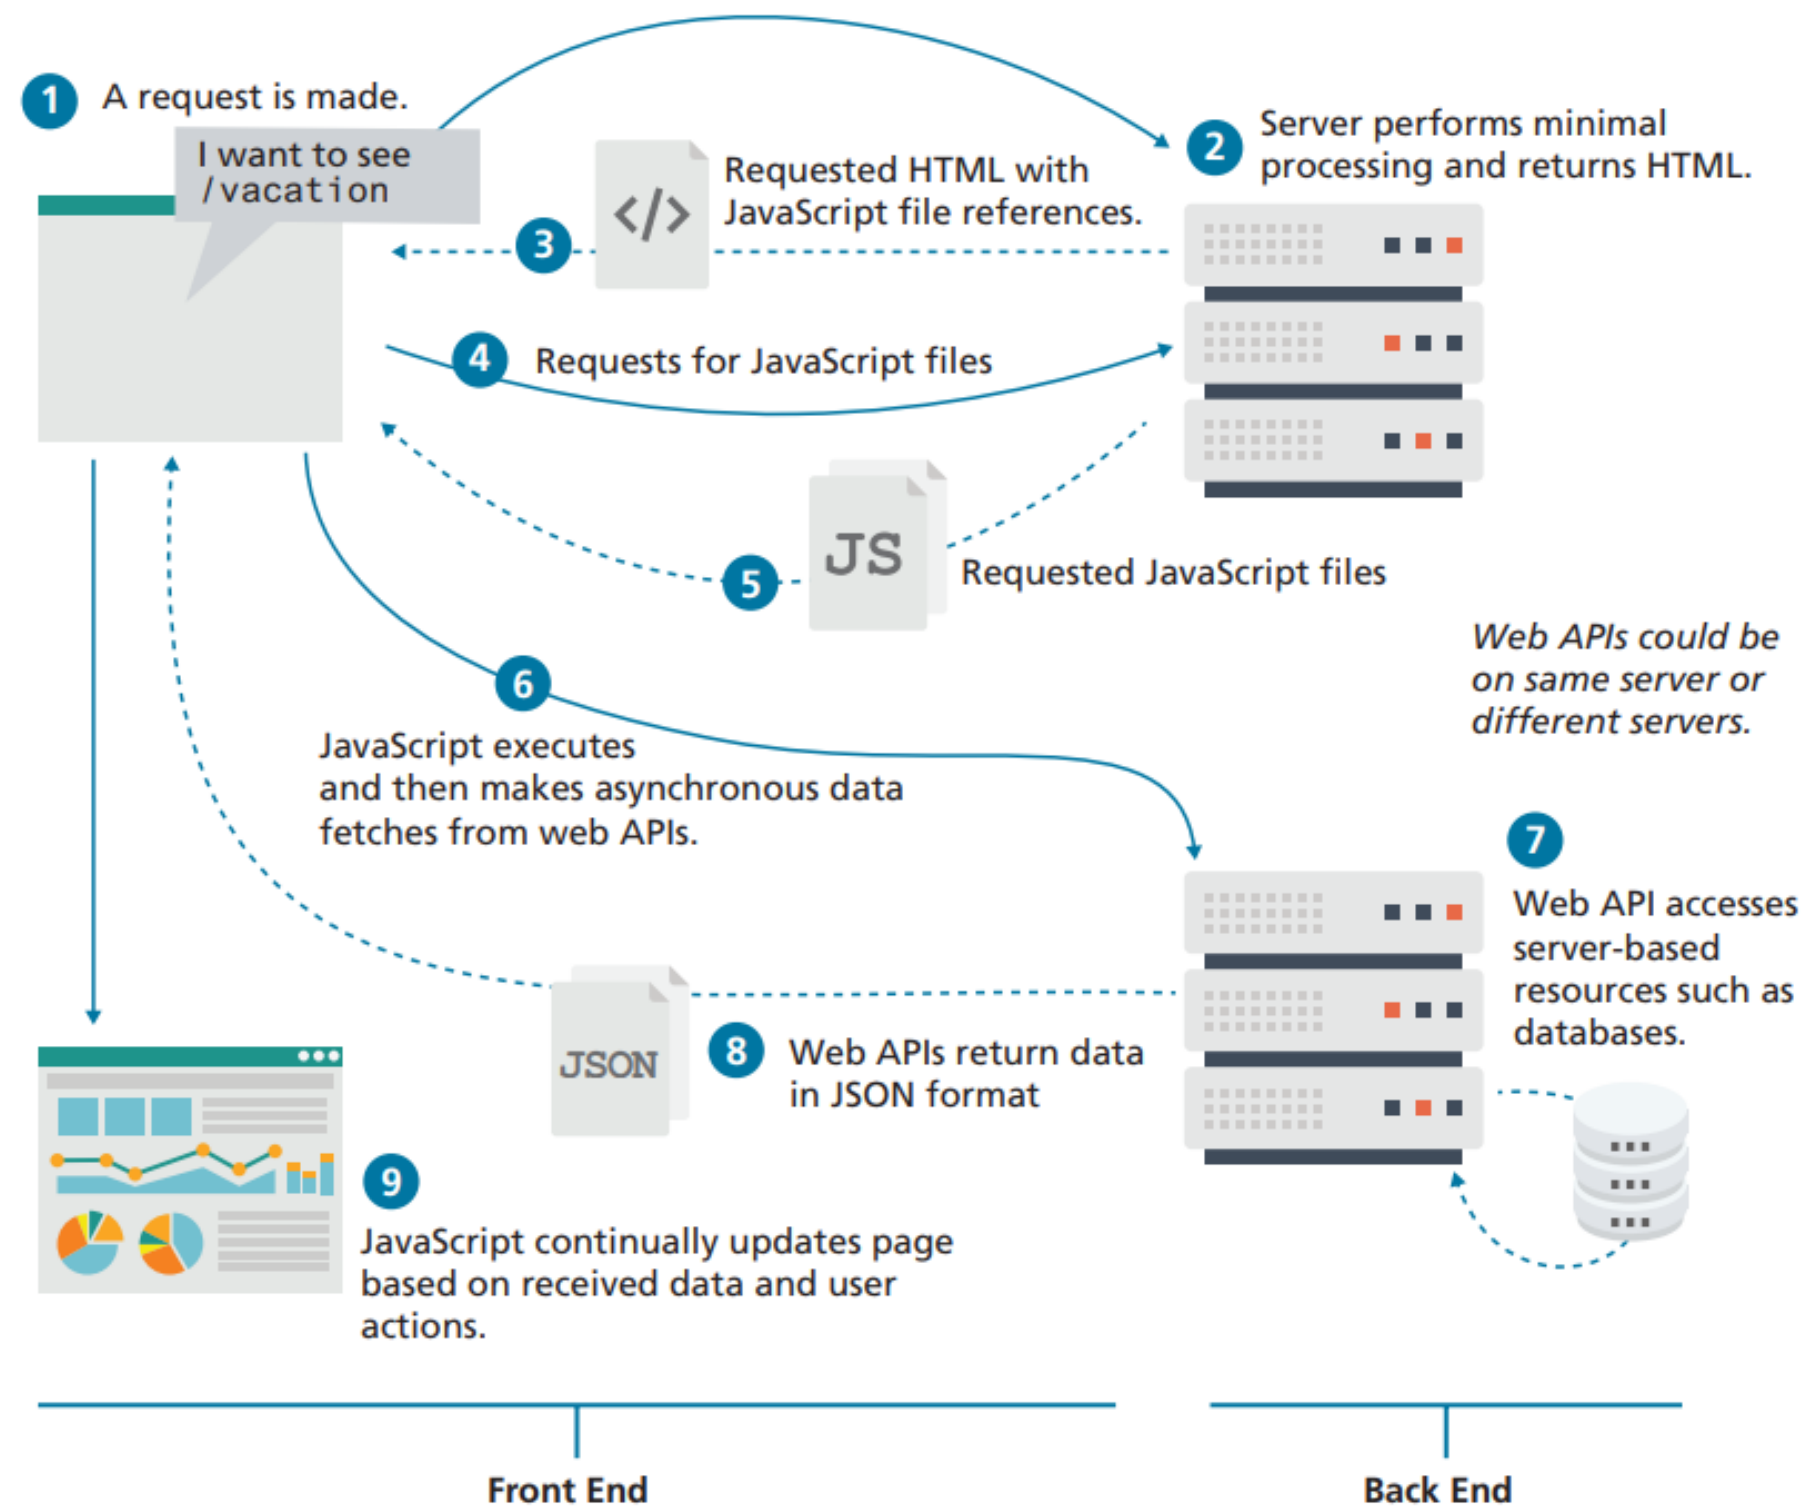 1 A request is made.
I want to see
/vacation
2 Server performs minimal
processing and returns HTML.
</>
Requested HTML with
JavaScript file references.
3
4 Requests for JavaScript files
JS
5 Requested JavaScript files
Web APIs could be
on same server or
different servers.
6
JavaScript executes
and then makes asynchronous data
fetches from web APIs.
7
Web API accesses
server-based
resources such as
databases.
JSON
8 Web APIs return data
in JSON format
9
JavaScript continually updates page
based on received data and user
actions.
Front End
Back End